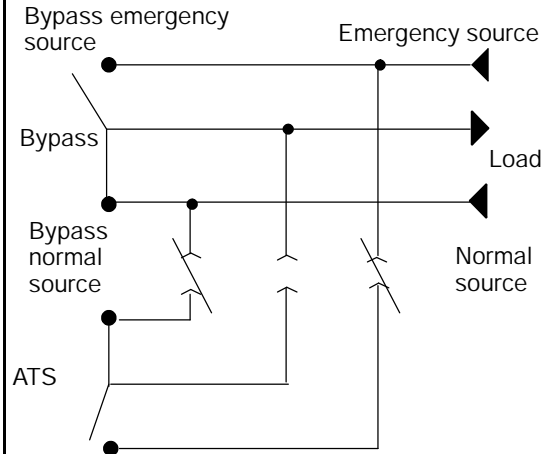 Bypass emergency
source
Emergency source
Bypass
Load
Bypass
normal
source
Normal
source
ATS